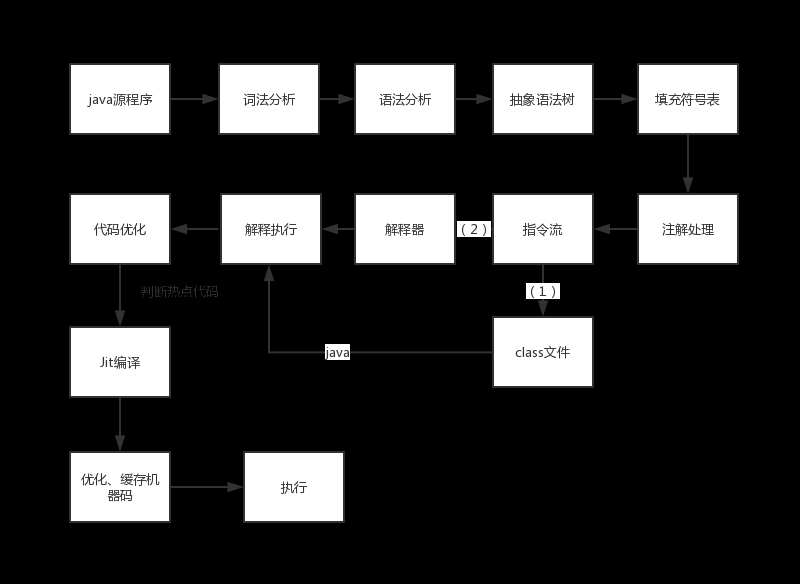 java源程序
词法分析
语法分析
抽象语法树
填充符号表
代码优化
解释执行
解释器
（2）
指令流
注解处理
判断热点代码
（1）
Jit编译
java
class文件
优化、缓存机
器码
执行